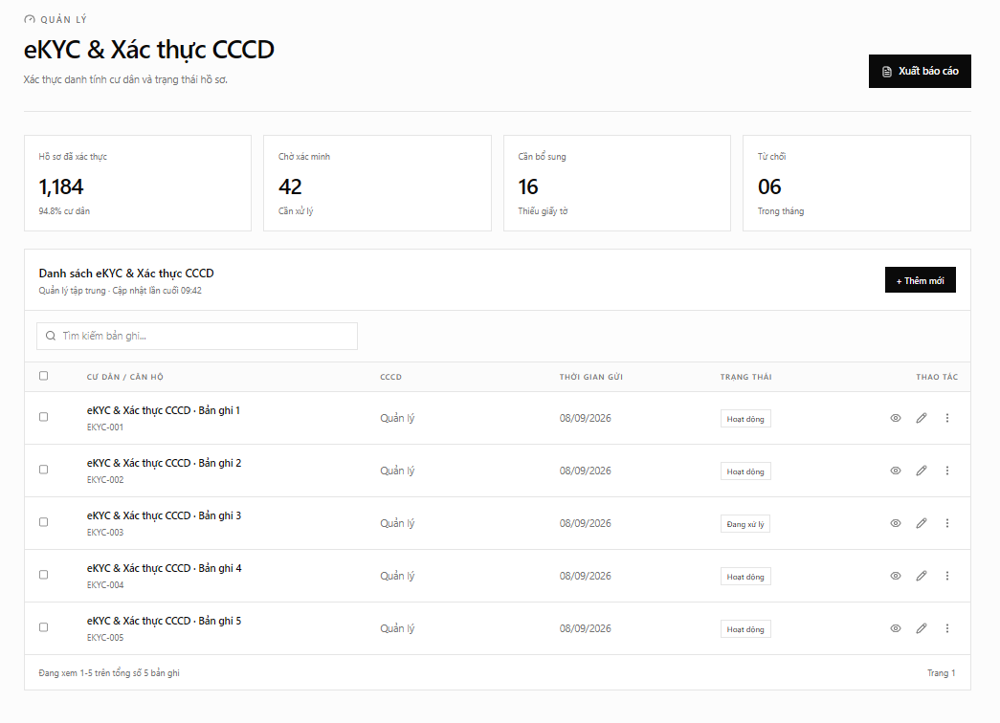 QUẢN LÝ
eKYC & Xác thực CCCD
Xác thực danh tính cư dân và trạng thái hồ sơ.
Xuất báo cáo
Hồ sơ đã xác thực
1,184
94.8% cư dân
Chờ xác minh
42
Cần xử lý
Cần bổ sung
16
Thiếu giấy tờ
Từ chối
06
Trong tháng
Danh sách eKYC & Xác thực CCCD
Quản lý tập trung · Cập nhật lần cuối 09:42
+ Thêm mới
Tìm kiếm bản ghi...
CƯ DÂN / CĂN HỘ CCCD THỜI GIAN GỬI TRẠNG THÁI THAO TÁC
eKYC & Xác thực CCCD · Bản ghi 1
EKYC-001
Quản lý 08/09/2026 Hoạt động
eKYC & Xác thực CCCD · Bản ghi 2
EKYC-002
Quản lý 08/09/2026 Hoạt động
eKYC & Xác thực CCCD · Bản ghi 3
EKYC-003
Quản lý 08/09/2026 Đang xử lý
eKYC & Xác thực CCCD · Bản ghi 4
EKYC-004
Quản lý 08/09/2026 Hoạt động
eKYC & Xác thực CCCD · Bản ghi 5
EKYC-005
Quản lý 08/09/2026 Hoạt động
Đang xem 1-5 trên tổng số 5 bản ghi
Trang 1